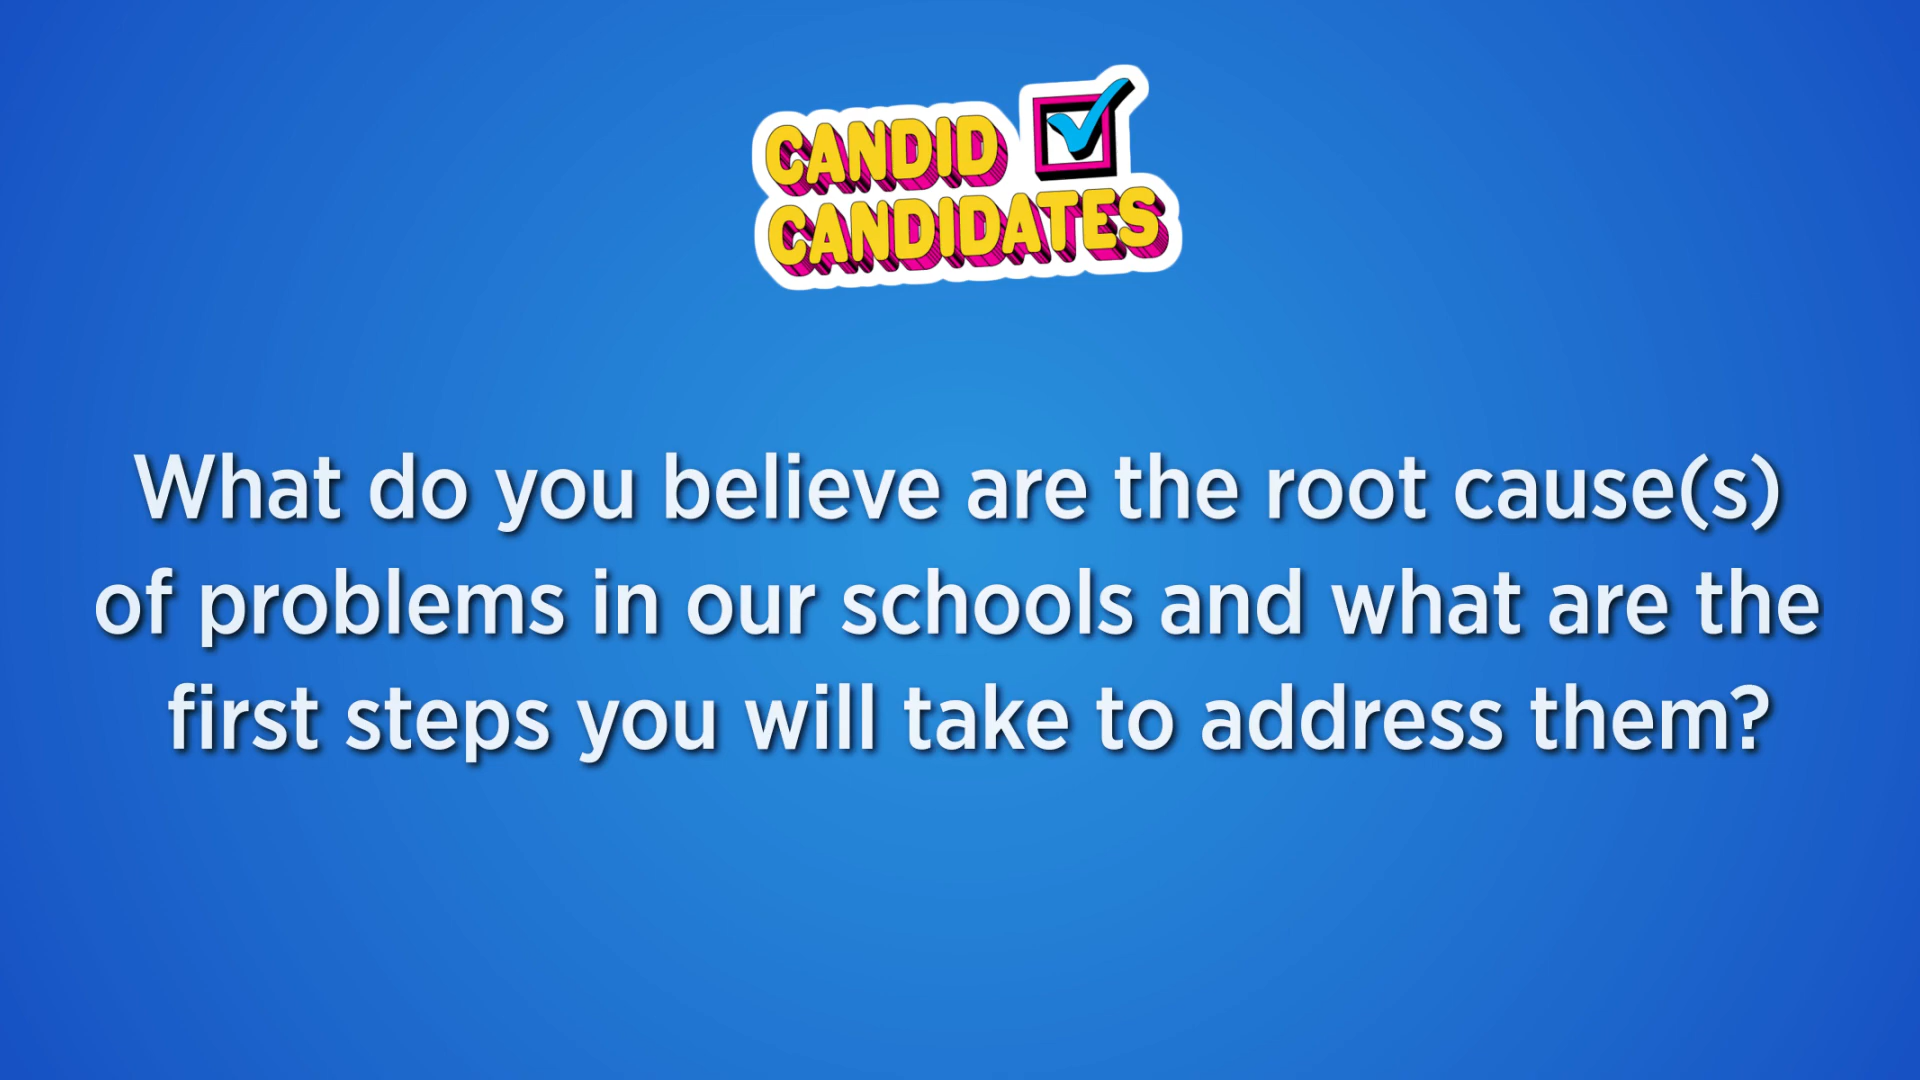 CANDID
CANDIDATES
What do you believe are the root cause(s)
of problems in our schools and what are the
first steps you will take to address them?